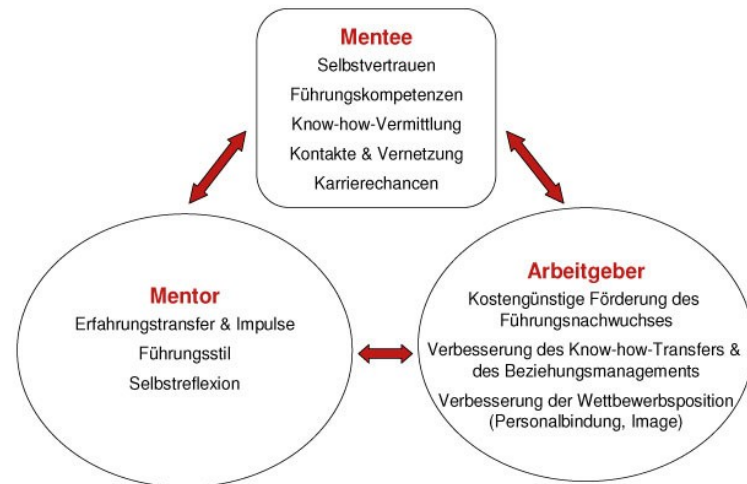 Mentee
Selbstvertrauen
Führungskompetenzen
Know-how-Vermittlung
Kontakte & Vernetzung
Karrierechancen
Mentor
Erfahrungstransfer & Impulse
Führungsstil
Selbstreflexion
Arbeitgeber
Kostengünstige Förderung des
Führungsnachwuchses
Verbesserung des Know-how-Transfers &
des Beziehungsmanagements
Verbesserung der Wettbewerbsposition
(Personalbindung, Image)